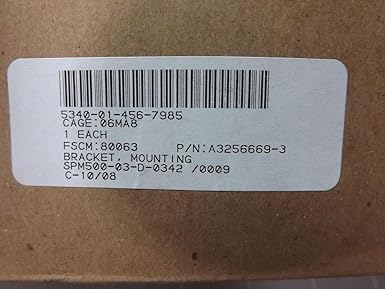 5340-01-456-7985
CAGE:06MA8
1 EACH
FSCM:80063 P/N:A3256669-3
BRACKET, MOUNTING
SPM500-03-D-0342 /0009
C-10/08